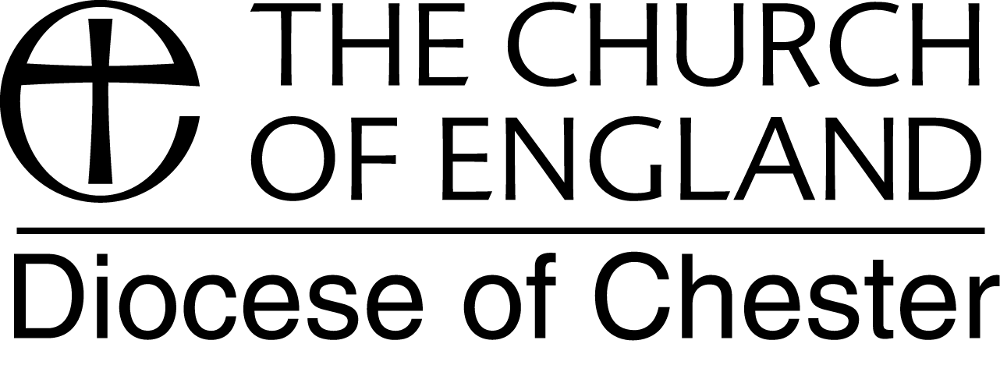 THE CHURCH
OF ENGLAND
Diocese of Chester